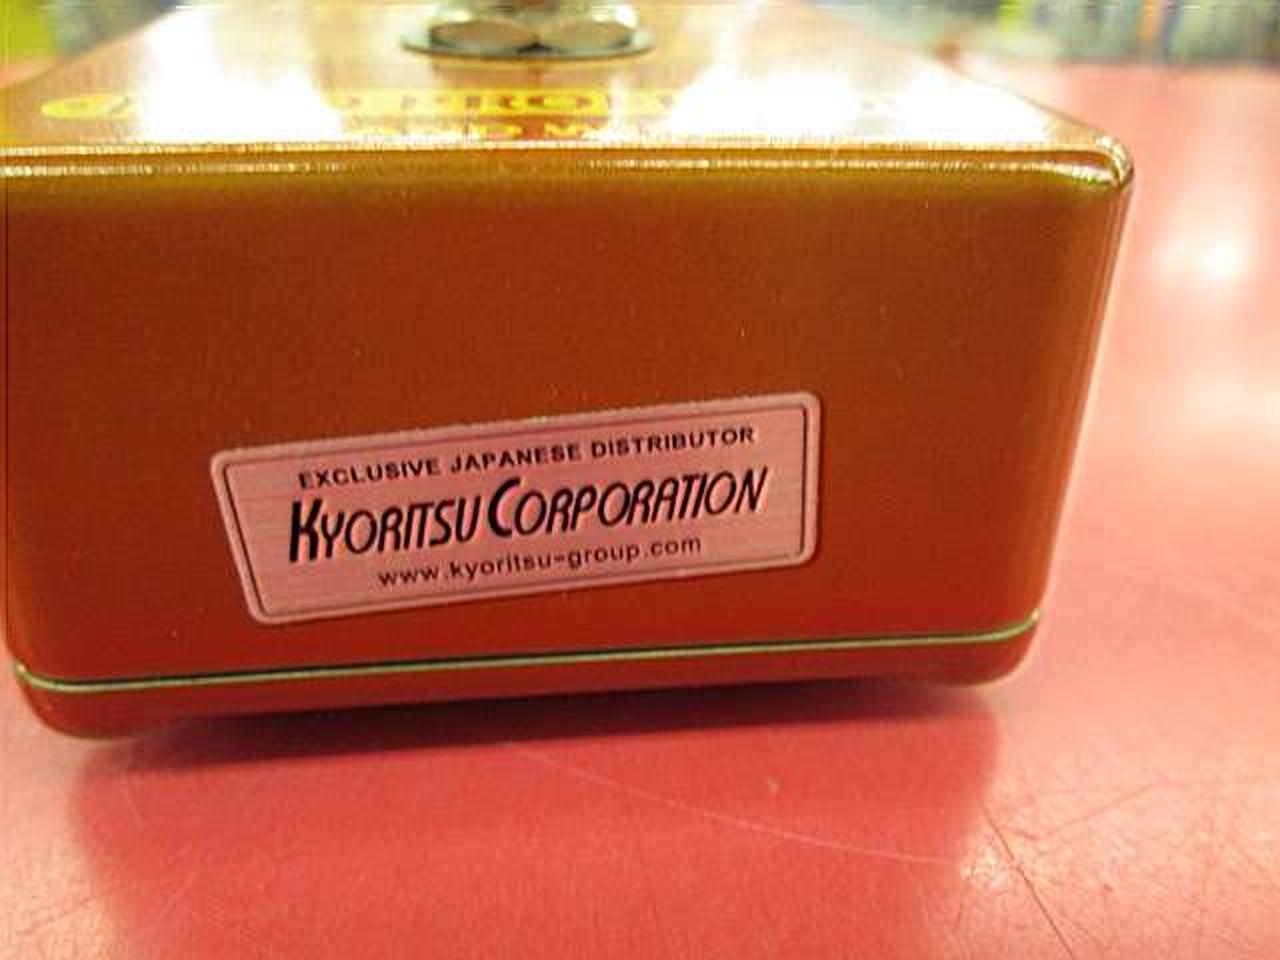 EXCLUSIVE JAPANESE DISTRIBUTOR
KYORITSU CORPORATION
www.kyoritsu-group.com